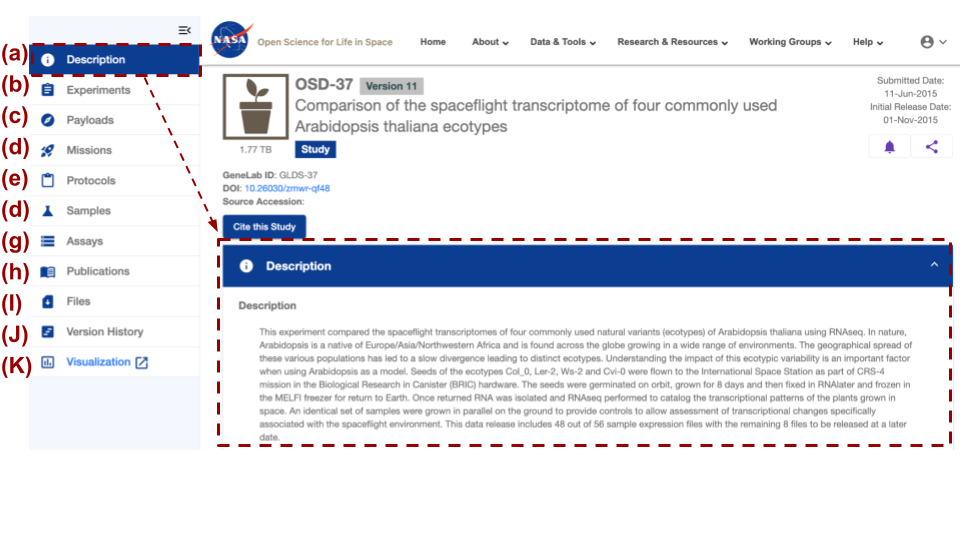 NASA
Open Science for Life in Space
Home
About
Data & Tools
Research & Resources
Working Groups
Help
(a) Description
(b) Experiments
(c) Payloads
(d) Missions
(e) Protocols
(d) Samples
(g) Assays
(h) Publications
(I) Files
(J) Version History
(K) Visualization
OSD-37 Version 11
Comparison of the spaceflight transcriptome of four commonly used
Arabidopsis thaliana ecotypes
1.77 TB
Study
Submitted Date:
11-Jun-2015
Initial Release Date:
01-Nov-2015
GeneLab ID: GLDS-37
DOI: 10.26030/zmwr-qf48
Source Accession:
Cite this Study
Description
Description
This experiment compared the spaceflight transcriptomes of four commonly used natural variants (ecotypes) of Arabidopsis thaliana using RNAseq. In nature,
Arabidopsis is a native of Europe/Asia/Northwestern Africa and is found across the globe growing in a wide range of environments. The geographical spread of
these various populations has led to a slow divergence leading to distinct ecotypes. Understanding the impact of this ecotypic variability is an important factor
when using Arabidopsis as a model. Seeds of the ecotypes Col_0, Ler-2, Ws-2 and Cvi-0 were flown to the International Space Station as part of CRS-4
mission in the Biological Research in Canister (BRIC) hardware. The seeds were germinated on orbit, grown for 8 days and then fixed in RNAlater and frozen in
the MELFI freezer for return to Earth. Once returned RNA was isolated and RNAseq performed to catalog the transcriptional patterns of the plants grown in
space. An identical set of samples were grown in parallel on the ground to provide controls to allow assessment of transcriptional changes specifically
associated with the spaceflight environment. This data release includes 48 out of 56 sample expression files with the remaining 8 files to be released at a later
date.